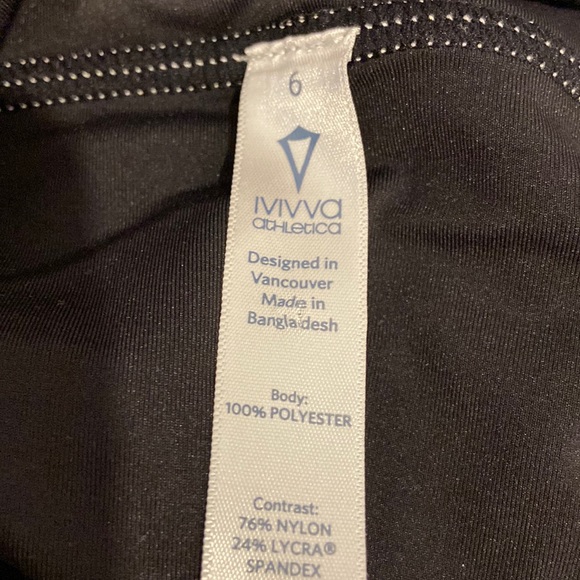 6
ivivva
athletica
Designed in
Vancouver
Made in
Bangladesh
Body:
100% POLYESTER
Contrast:
76% NYLON
24% LYCRA®
SPANDEX